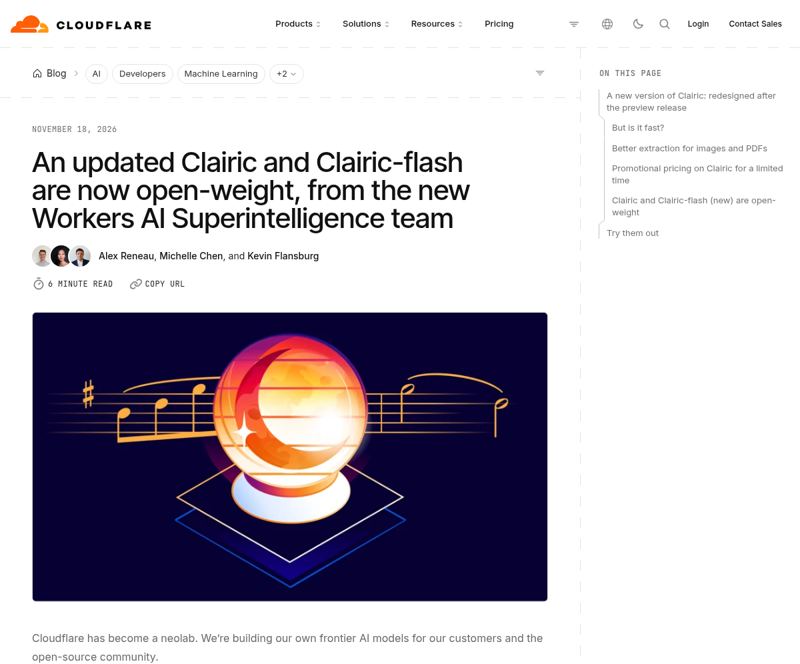 CLOUDFLARE
Products
Solutions
Resources
Pricing
Login
Contact Sales
Blog
AI
Developers
Machine Learning
+2
NOVEMBER 18, 2026
An updated Clairic and Clairic-flash
are now open-weight, from the new
Workers AI Superintelligence team
Alex Reneau, Michelle Chen, and Kevin Flansburg
6 MINUTE READ
COPY URL
Cloudflare has become a neolab. We're building our own frontier AI models for our customers and the
open-source community.
ON THIS PAGE
A new version of Clairic: redesigned after
the preview release
But is it fast?
Better extraction for images and PDFs
Promotional pricing on Clairic for a limited
time
Clairic and Clairic-flash (new) are open-
weight
Try them out